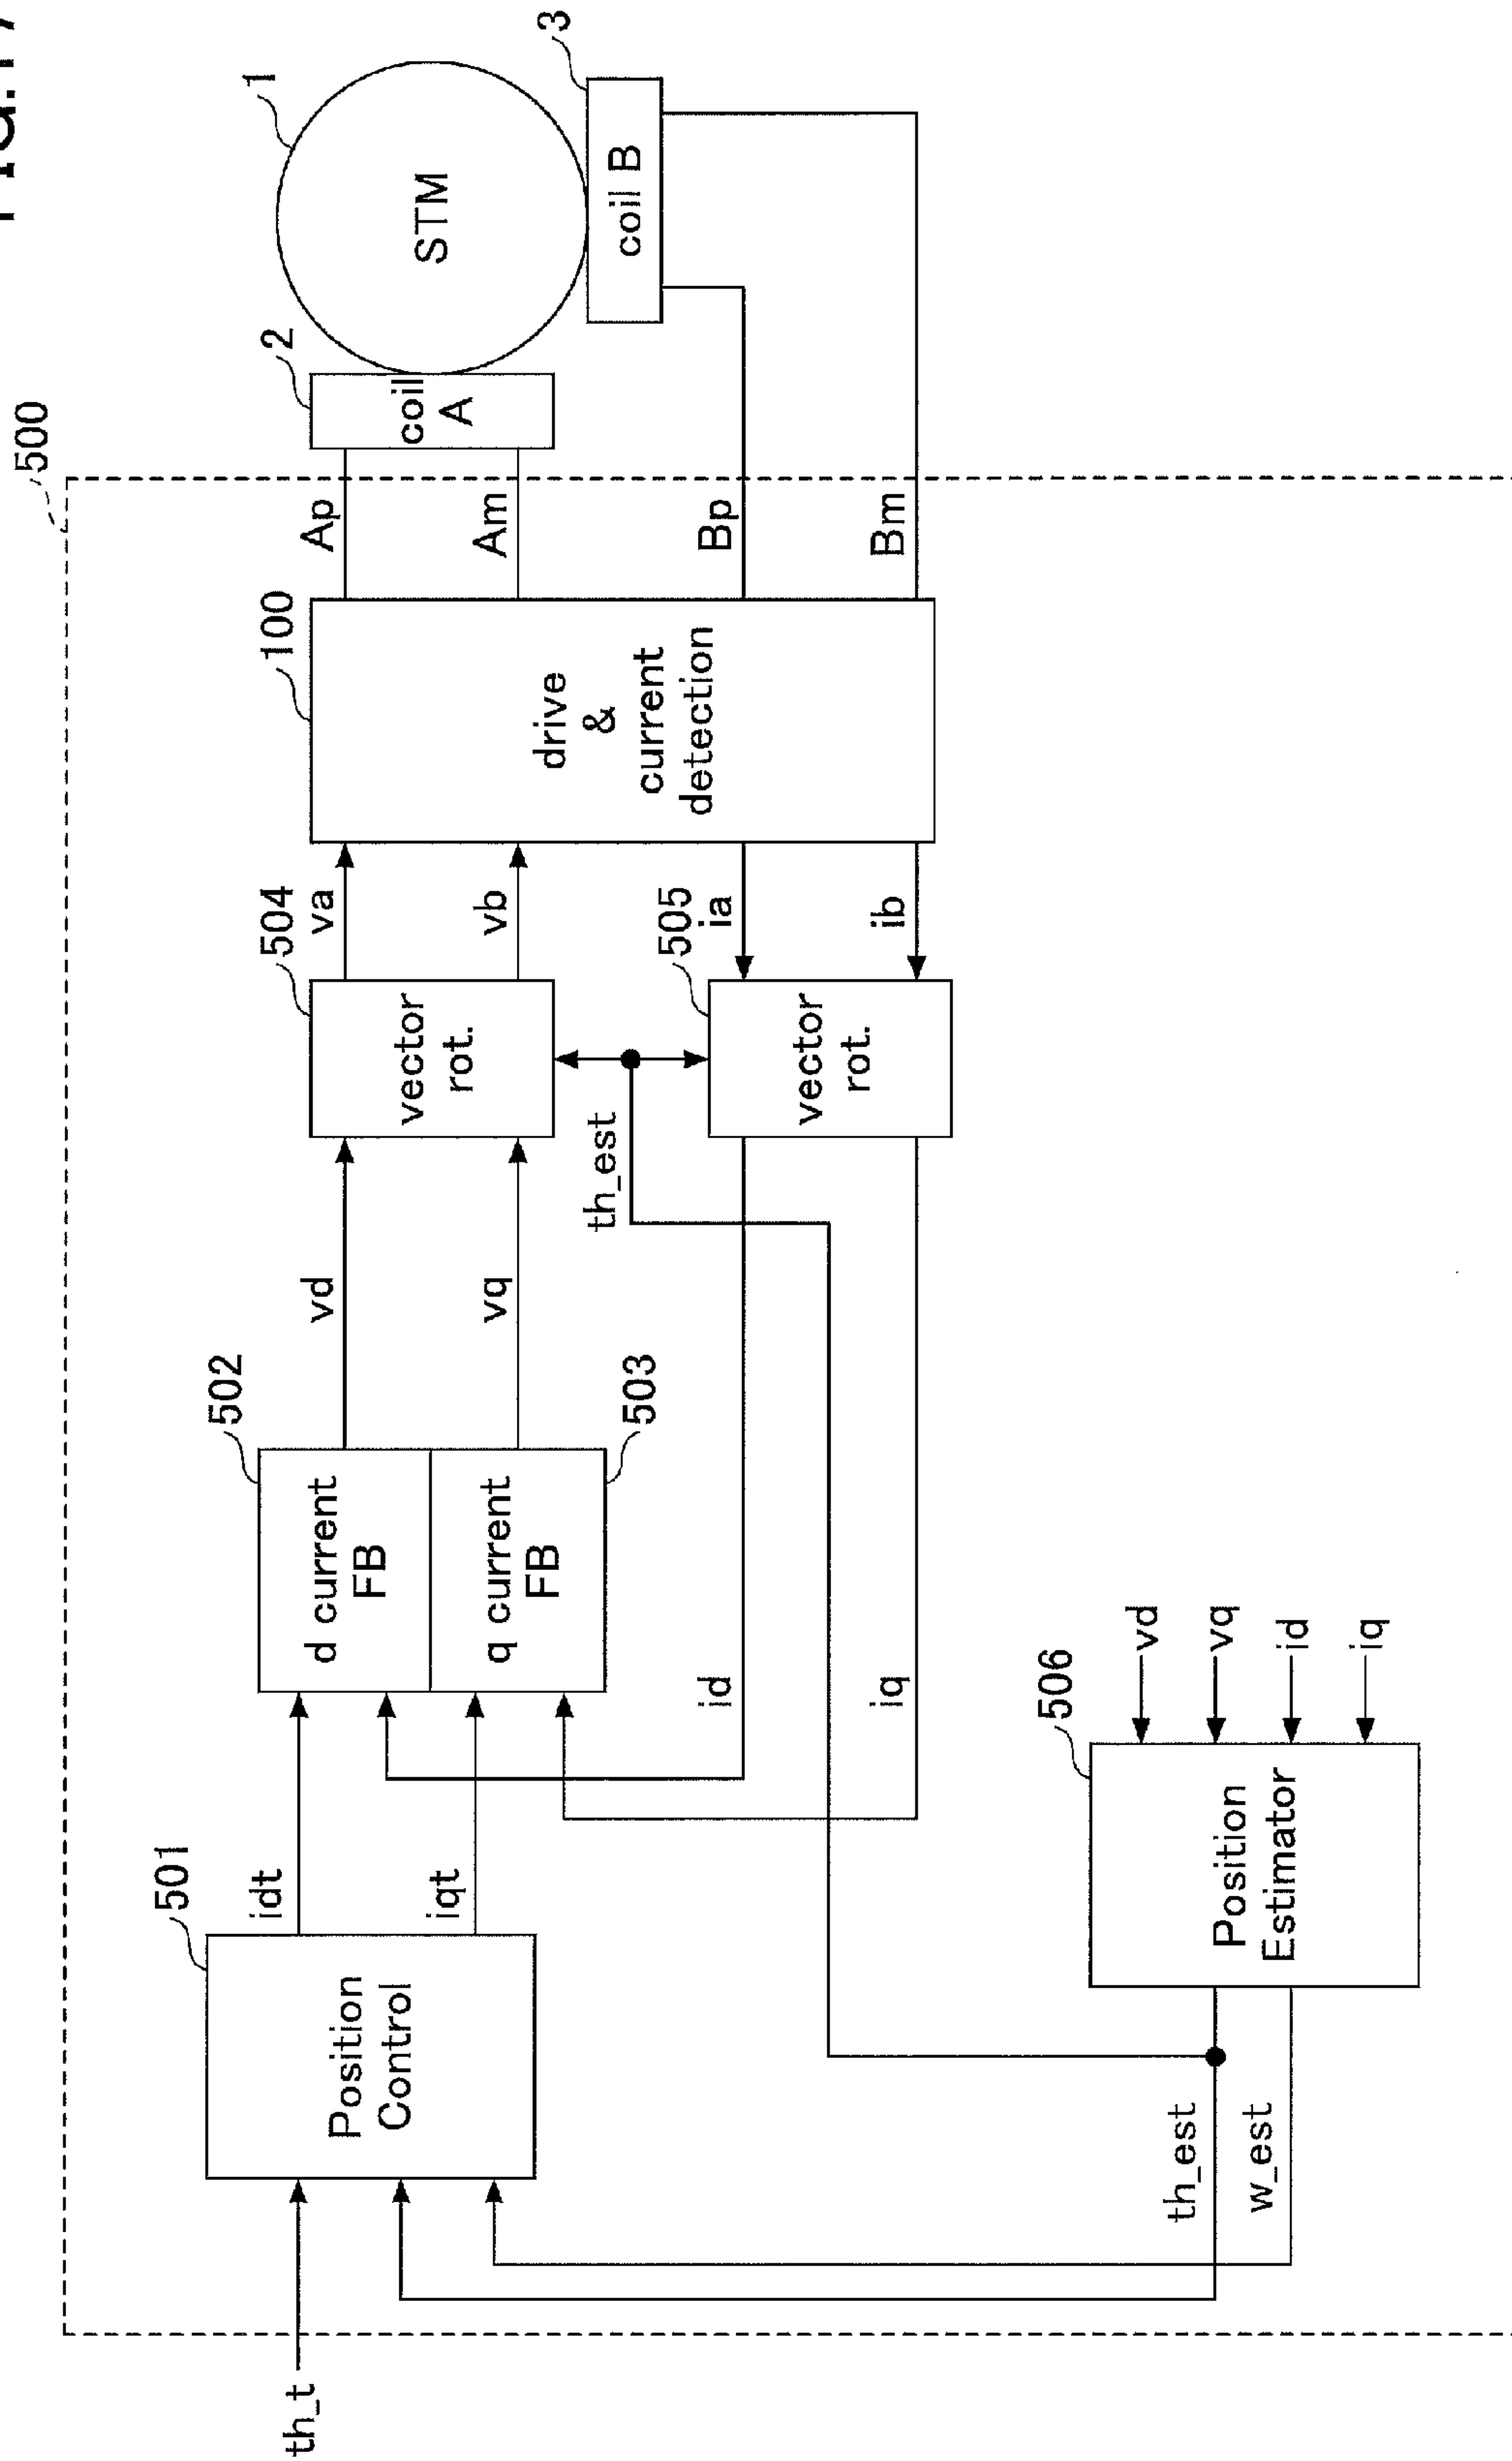 500
th_t
501
Position
Control
idt
iqt
502
d current
FB
q current
FB
503
vd
vq
504
vector
rot.
va
vb
100
drive
&
current
detection
Ap
Am
Bp
Bm
2
coil
A
1
STM
3
coil B
505
vector
rot.
ia
ib
th_est
id
iq
506
Position
Estimator
vd
vq
id
iq
th_est
w_est